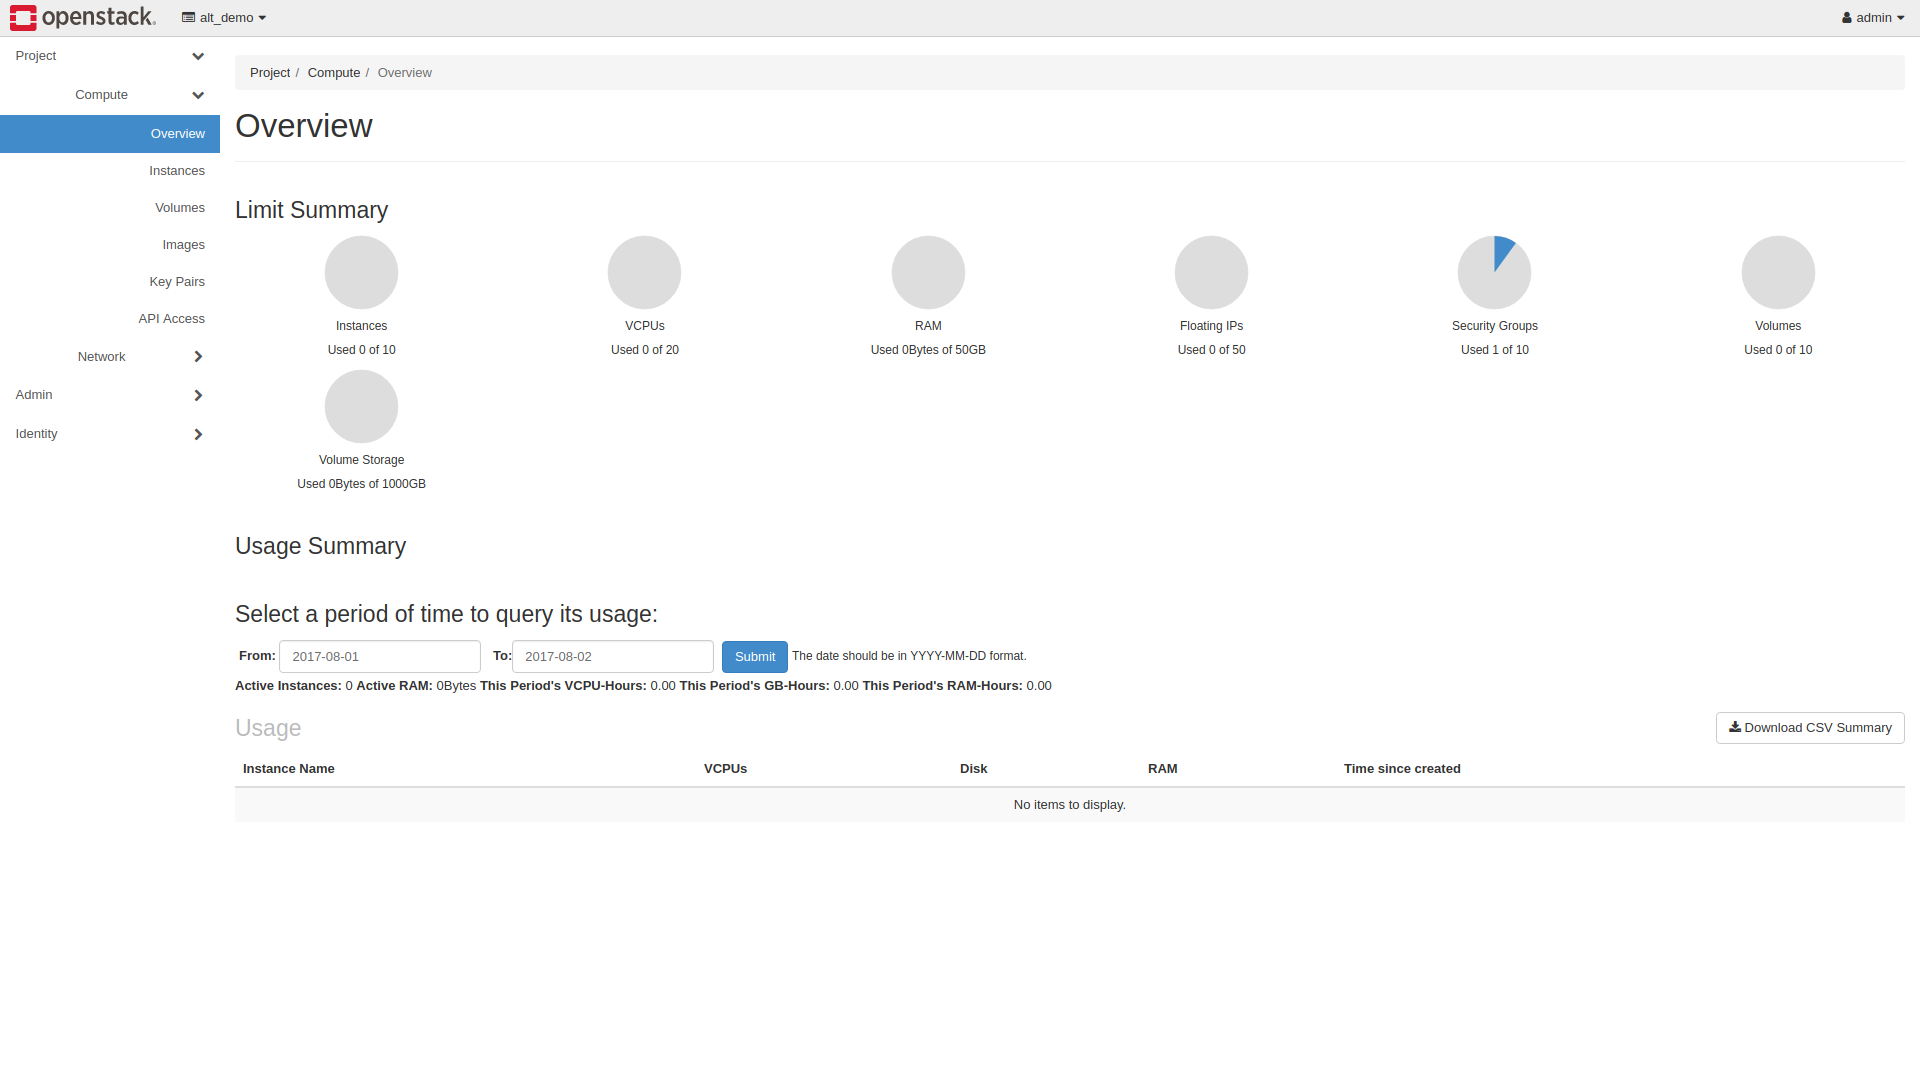 openstack. alt_demo admin
Project
Compute
Overview
Instances
Volumes
Images
Key Pairs
API Access
Network
Admin
Identity
Project / Compute / Overview
Overview
Limit Summary
Instances
Used 0 of 10
VCPUs
Used 0 of 20
RAM
Used 0Bytes of 50GB
Floating IPs
Used 0 of 50
Security Groups
Used 1 of 10
Volumes
Used 0 of 10
Volume Storage
Used 0Bytes of 1000GB
Usage Summary
Select a period of time to query its usage:
From: 2017-08-01 To: 2017-08-02 Submit The date should be in YYYY-MM-DD format.
Active Instances: 0 Active RAM: 0Bytes This Period's VCPU-Hours: 0.00 This Period's GB-Hours: 0.00 This Period's RAM-Hours: 0.00
Usage Download CSV Summary
Instance Name VCPUs Disk RAM Time since created
No items to display.